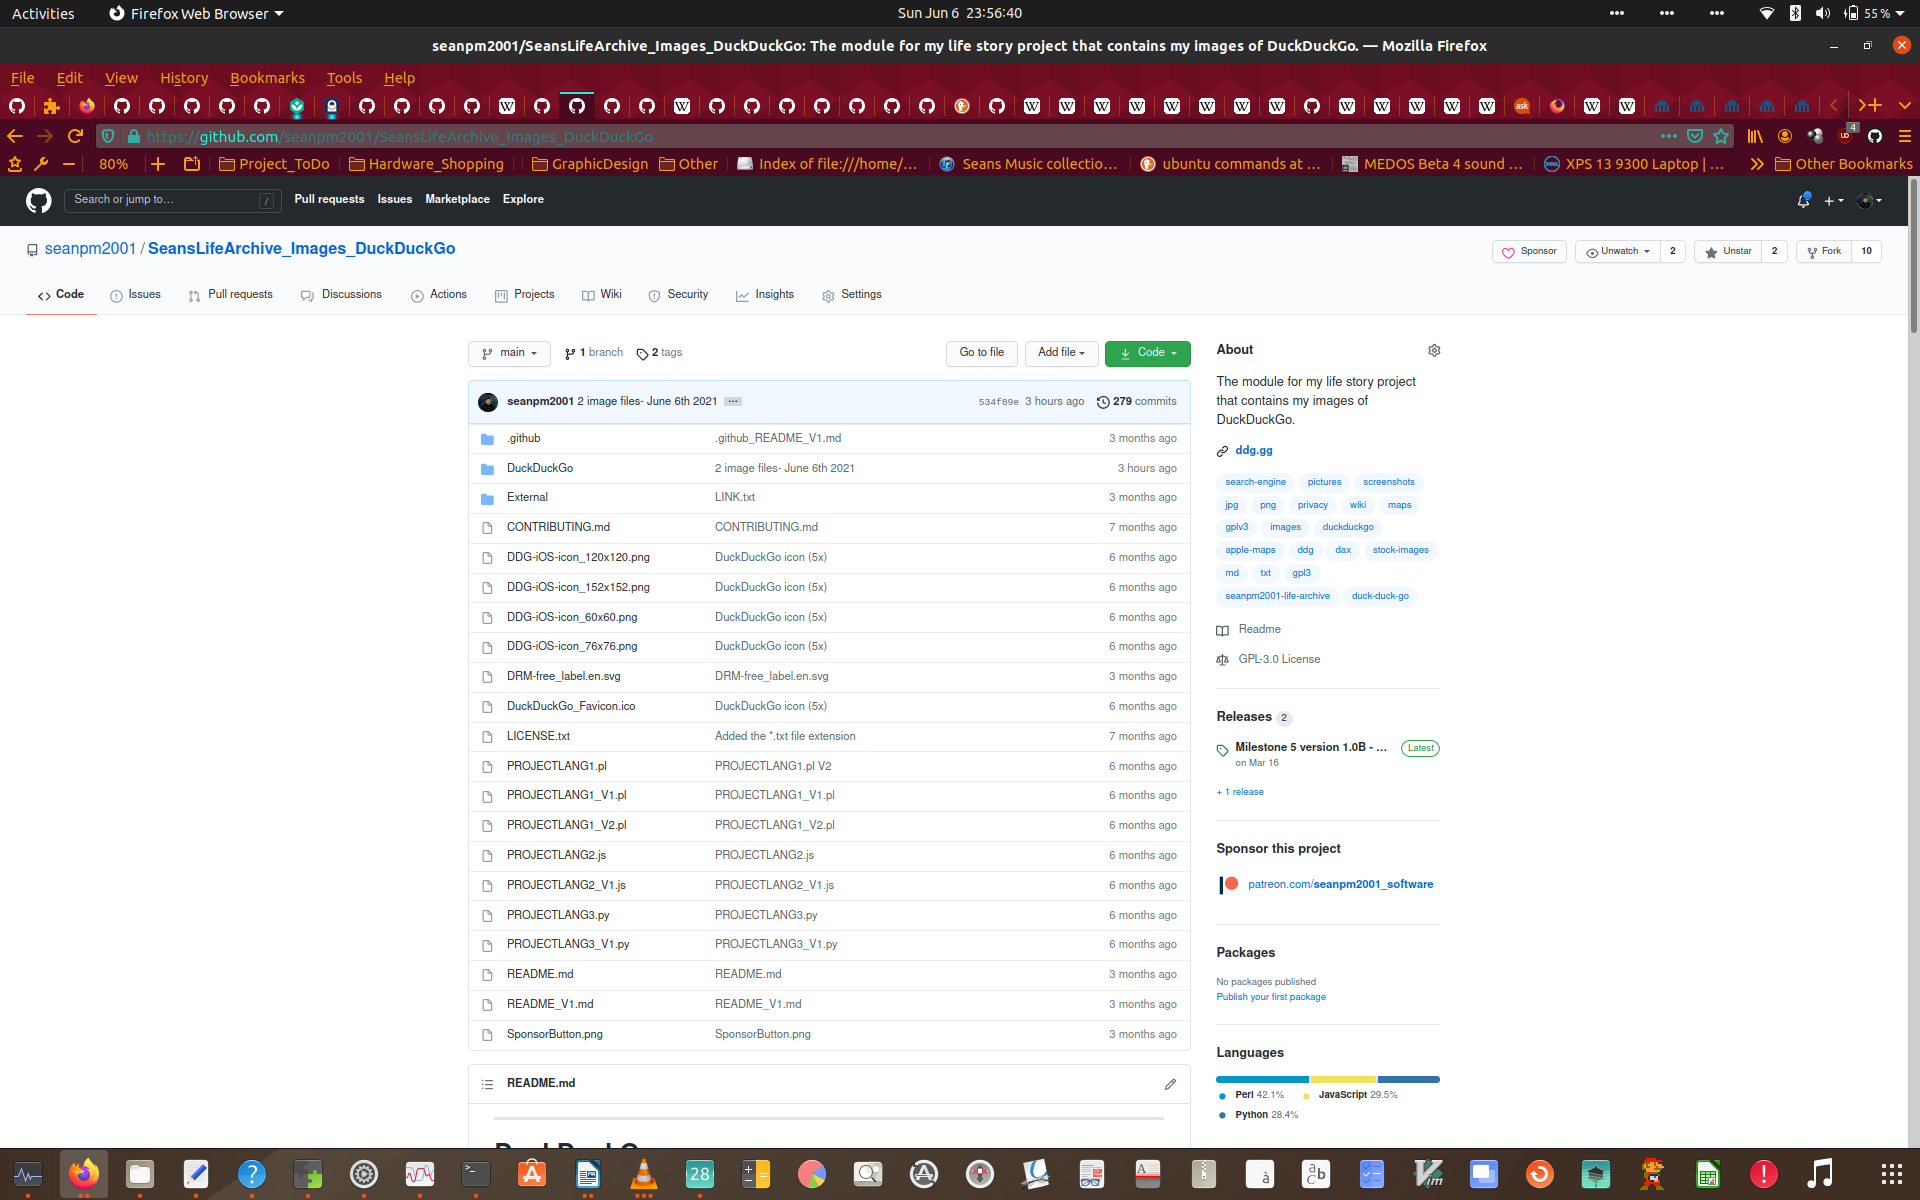 Activities Firefox Web Browser Sun Jun 6 23:56:40 55 %
seanpm2001/SeansLifeArchive_Images_DuckDuckGo: The module for my life story project that contains my images of DuckDuckGo. — Mozilla Firefox
File Edit View History Bookmarks Tools Help
https://github.com/seanpm2001/SeansLifeArchive_Images_DuckDuckGo 4
80% Project_ToDo Hardware_Shopping GraphicDesign Other Index of file:///home/... Seans Music collectio... ubuntu commands at ... MEDOS Beta 4 sound ... XPS 13 9300 Laptop | ... Other Bookmarks
Search or jump to... / Pull requests Issues Marketplace Explore
seanpm2001 / SeansLifeArchive_Images_DuckDuckGo
Sponsor Unwatch 2 Unstar 2 Fork 10
Code Issues Pull requests Discussions Actions Projects Wiki Security Insights Settings
main 1 branch 2 tags Go to file Add file Code
seanpm2001 2 image files- June 6th 2021 ... 534f89e 3 hours ago 279 commits
.github .github_README_V1.md 3 months ago
DuckDuckGo 2 image files- June 6th 2021 3 hours ago
External LINK.txt 3 months ago
CONTRIBUTING.md CONTRIBUTING.md 7 months ago
DDG-iOS-icon_120x120.png DuckDuckGo icon (5x) 6 months ago
DDG-iOS-icon_152x152.png DuckDuckGo icon (5x) 6 months ago
DDG-iOS-icon_60x60.png DuckDuckGo icon (5x) 6 months ago
DDG-iOS-icon_76x76.png DuckDuckGo icon (5x) 6 months ago
DRM-free_label.en.svg DRM-free_label.en.svg 3 months ago
DuckDuckGo_Favicon.ico DuckDuckGo icon (5x) 6 months ago
LICENSE.txt Added the *.txt file extension 7 months ago
PROJECTLANG1.pl PROJECTLANG1.pl V2 6 months ago
PROJECTLANG1_V1.pl PROJECTLANG1_V1.pl 6 months ago
PROJECTLANG1_V2.pl PROJECTLANG1_V2.pl 6 months ago
PROJECTLANG2.js PROJECTLANG2.js 6 months ago
PROJECTLANG2_V1.js PROJECTLANG2_V1.js 6 months ago
PROJECTLANG3.py PROJECTLANG3.py 6 months ago
PROJECTLANG3_V1.py PROJECTLANG3_V1.py 6 months ago
README.md README.md 3 months ago
README_V1.md README_V1.md 3 months ago
SponsorButton.png SponsorButton.png 3 months ago
README.md
About
The module for my life story project
that contains my images of
DuckDuckGo.
ddg.gg
search-engine pictures screenshots
jpg png privacy wiki maps
gplv3 images duckduckgo
apple-maps ddg dax stock-images
md txt gpl3
seanpm2001-life-archive duck-duck-go
Readme
GPL-3.0 License
Releases 2
Milestone 5 version 1.0B - ... Latest
on Mar 16
+ 1 release
Sponsor this project
patreon.com/seanpm2001_software
Packages
No packages published
Publish your first package
Languages
Perl 42.1% JavaScript 29.5%
Python 28.4%
28